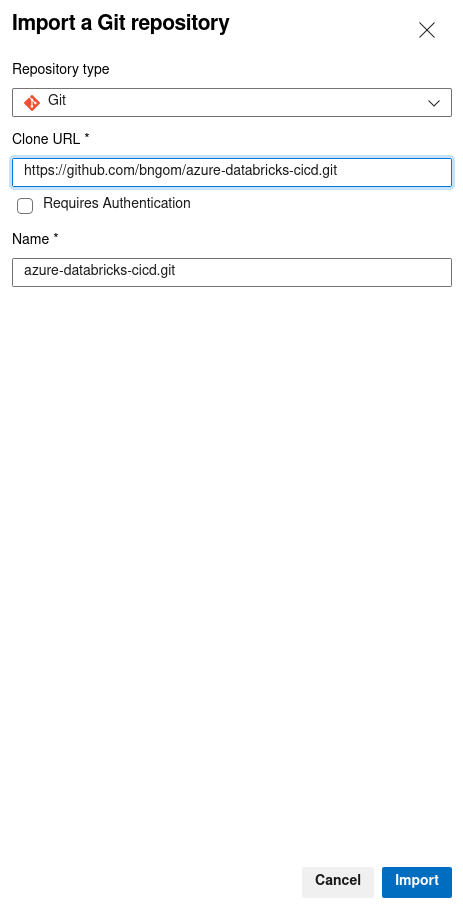 Import a Git repository
Repository type
Git
Clone URL *
https://github.com/bngom/azure-databricks-cicd.git
Requires Authentication
Name *
azure-databricks-cicd.git
Cancel
Import